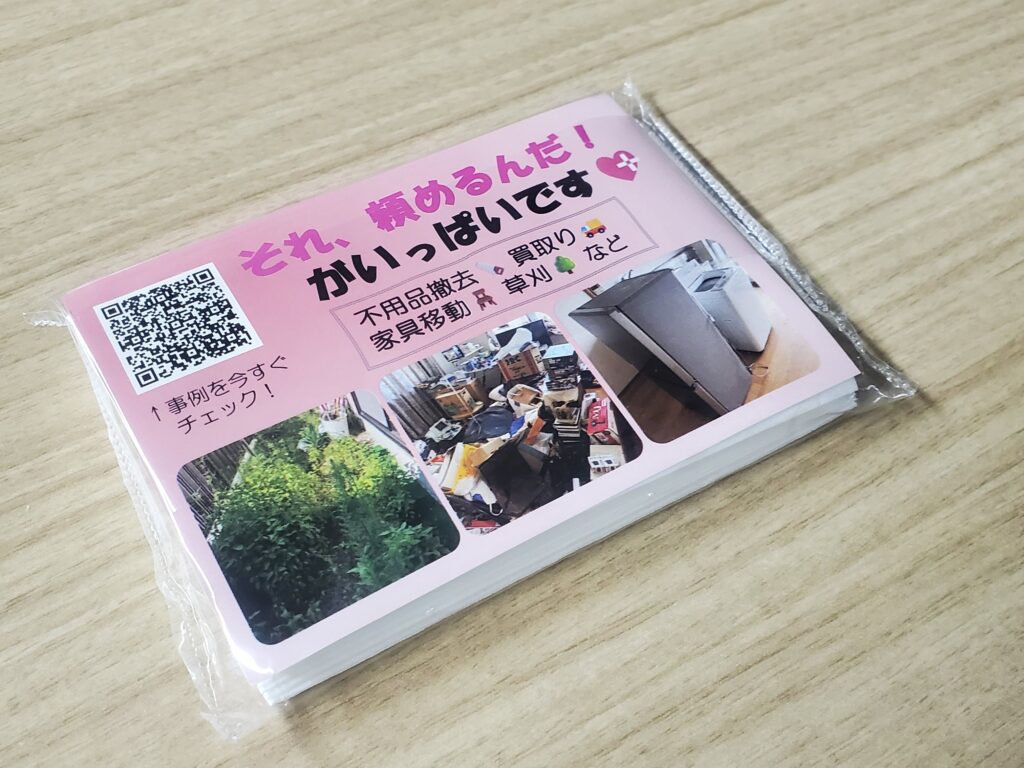 それ、頼めるんだ！
がいっぱいです
不用品撤去 買取り
家具移動 草刈 など
↑事例を今すぐ
チェック！